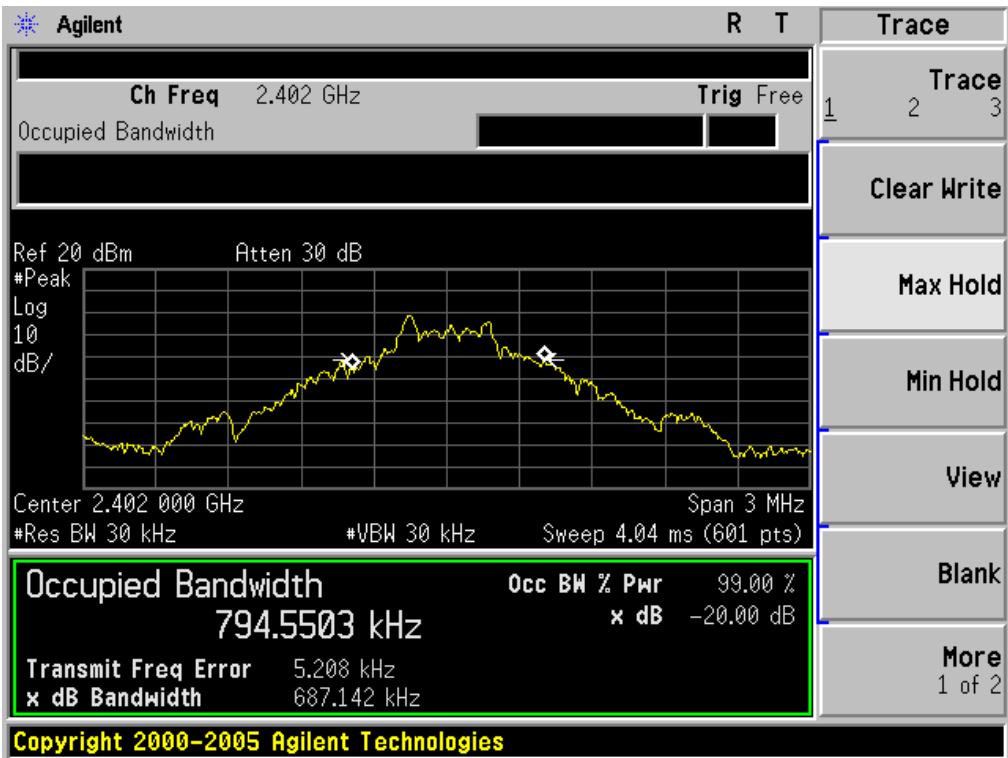 Agilent R T
Ch Freq 2.402 GHz Trig Free
Occupied Bandwidth
Ref 20 dBm Atten 30 dB
#Peak
Log
10
dB/
Center 2.402 000 GHz Span 3 MHz
#Res BW 30 kHz #VBW 30 kHz Sweep 4.04 ms (601 pts)
Occupied Bandwidth Occ BW % Pwr 99.00 %
794.5503 kHz x dB -20.00 dB
Transmit Freq Error 5.208 kHz
x dB Bandwidth 687.142 kHz
Copyright 2000-2005 Agilent Technologies
Trace
Trace
1 2 3
Clear Write
Max Hold
Min Hold
View
Blank
More
1 of 2